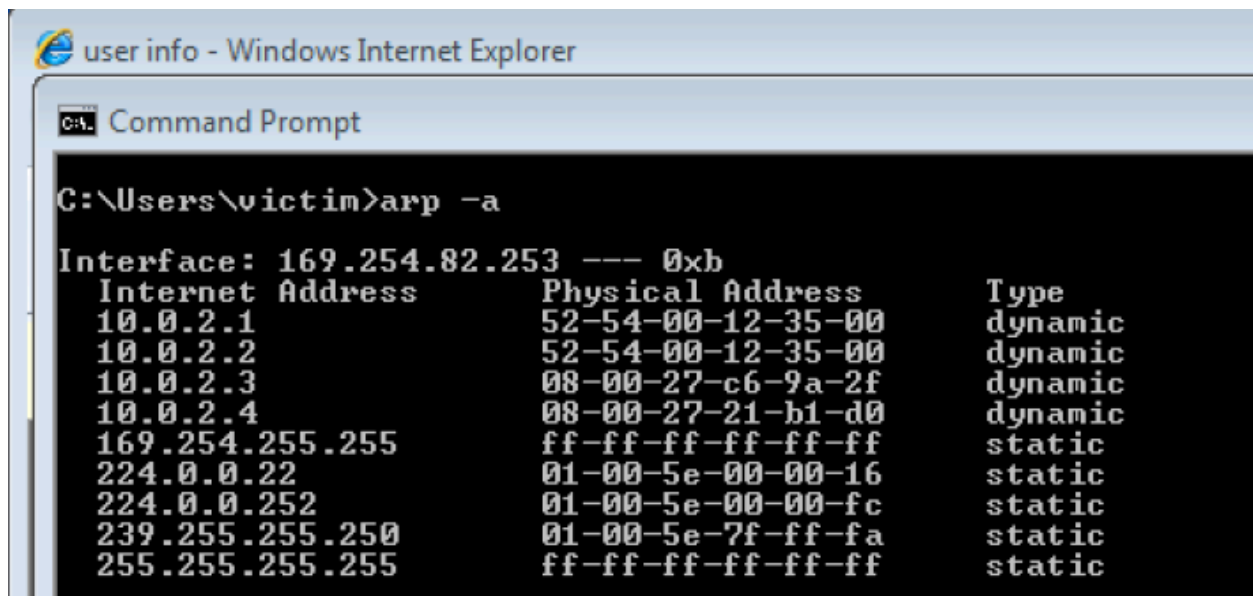 user info - Windows Internet Explorer
C:\. Command Prompt
C:\Users\victim>arp -a
Interface: 169.254.82.253 --- 0xb
Internet Address Physical Address Type
10.0.2.1 52-54-00-12-35-00 dynamic
10.0.2.2 52-54-00-12-35-00 dynamic
10.0.2.3 08-00-27-c6-9a-2f dynamic
10.0.2.4 08-00-27-21-b1-d0 dynamic
169.254.255.255 ff-ff-ff-ff-ff-ff static
224.0.0.22 01-00-5e-00-00-16 static
224.0.0.252 01-00-5e-00-00-fc static
239.255.255.250 01-00-5e-7f-ff-fa static
255.255.255.255 ff-ff-ff-ff-ff-ff static